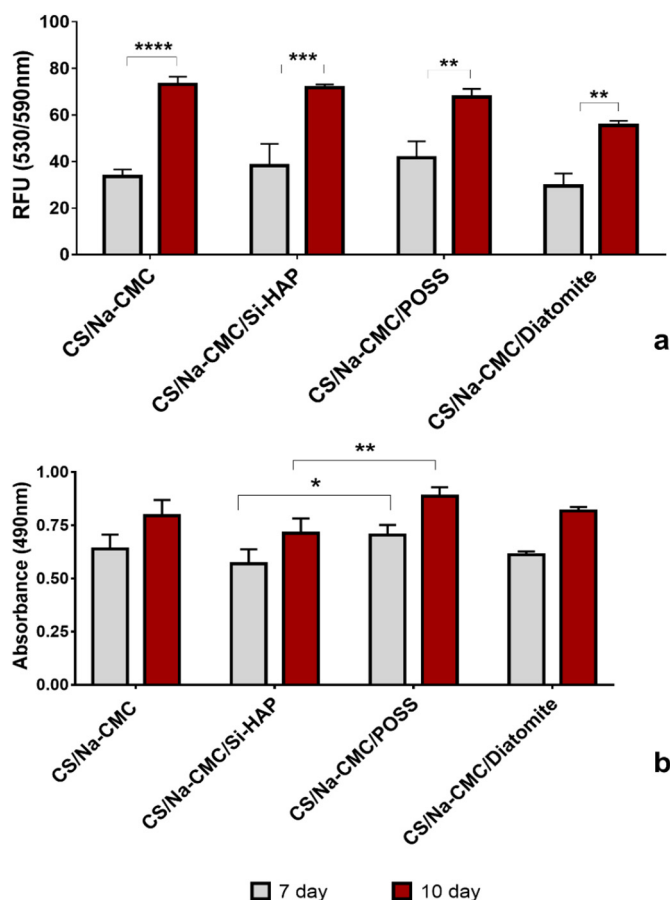 100
80
60
40
20
0
RFU (530/590nm)
****
***
**
**
CS/Na-CMC
CS/Na-CMC/Si-HAP
CS/Na-CMC/POSS
CS/Na-CMC/Diatomite
a
1.00
0.75
0.50
0.25
0.00
Absorbance (490nm)
*
**
CS/Na-CMC
CS/Na-CMC/Si-HAP
CS/Na-CMC/POSS
CS/Na-CMC/Diatomite
b
7 day
10 day